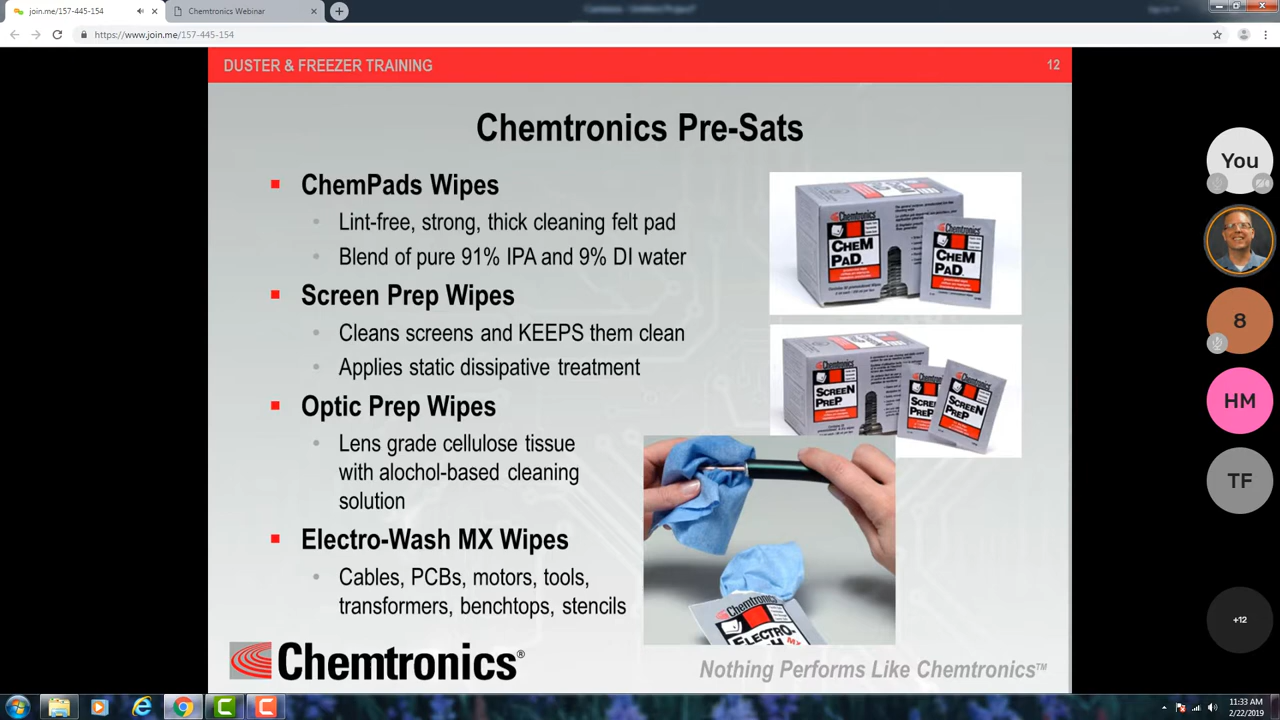 join.me/157-445-154
Chemtronics Webinar
https://www.join.me/157-445-154
DUSTER & FREEZER TRAINING
12
Chemtronics Pre-Sats
ChemPads Wipes
Lint-free, strong, thick cleaning felt pad
Blend of pure 91% IPA and 9% DI water
Screen Prep Wipes
Cleans screens and KEEPS them clean
Applies static dissipative treatment
Optic Prep Wipes
Lens grade cellulose tissue
with alochol-based cleaning
solution
Electro-Wash MX Wipes
Cables, PCBs, motors, tools,
transformers, benchtops, stencils
Chemtronics
CHEM
PAD
Chemtronics
CHEM
PAD
Chemtronics
SCREEN
PREP
SCREEN
PREP
Chemtronics
SCREEN
PREP
Chemtronics
ELECTRO-
MX
Chemtronics®
Nothing Performs Like Chemtronics™
You
8
HM
TF
+12
11:33 AM
2/22/2019